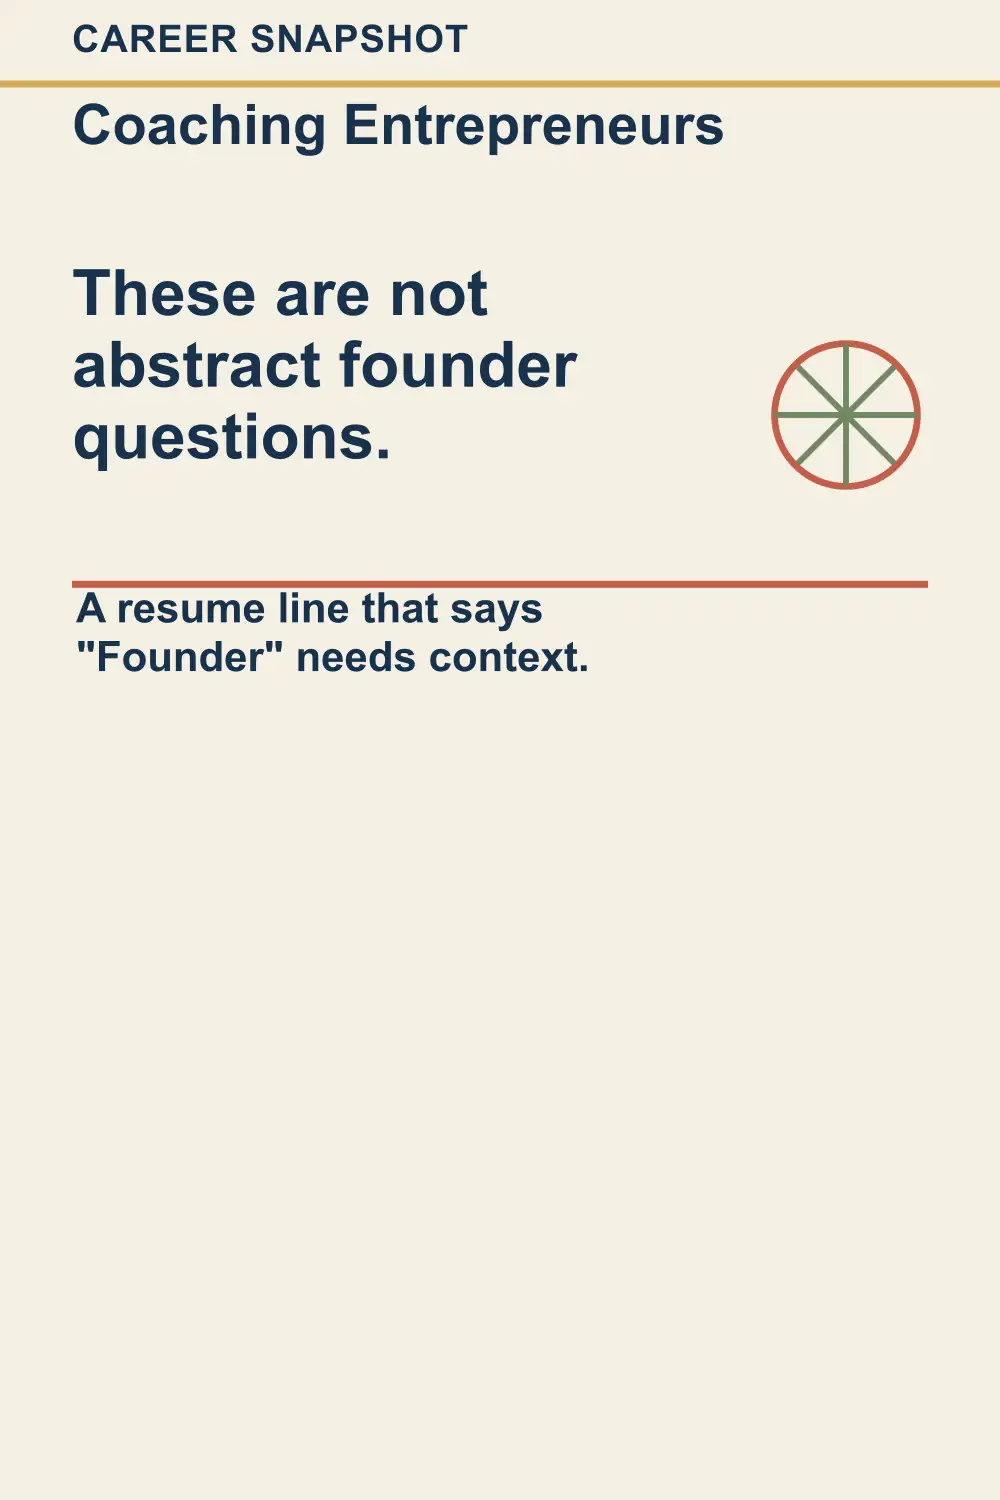 CAREER SNAPSHOT
Coaching Entrepreneurs
These are not
abstract founder
questions.
A resume line that says
"Founder" needs context.